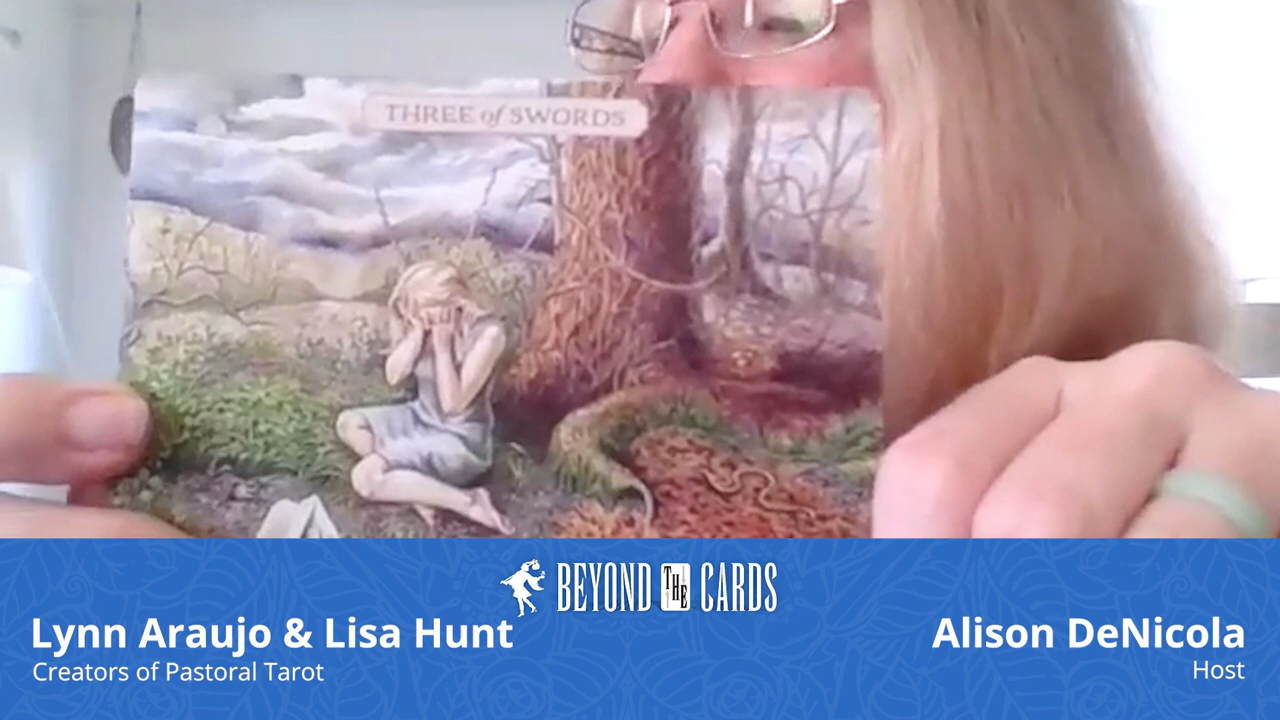 THREE of SWORDS
BEYOND THE CARDS
Lynn Araujo & Lisa Hunt
Creators of Pastoral Tarot
Alison DeNicola
Host